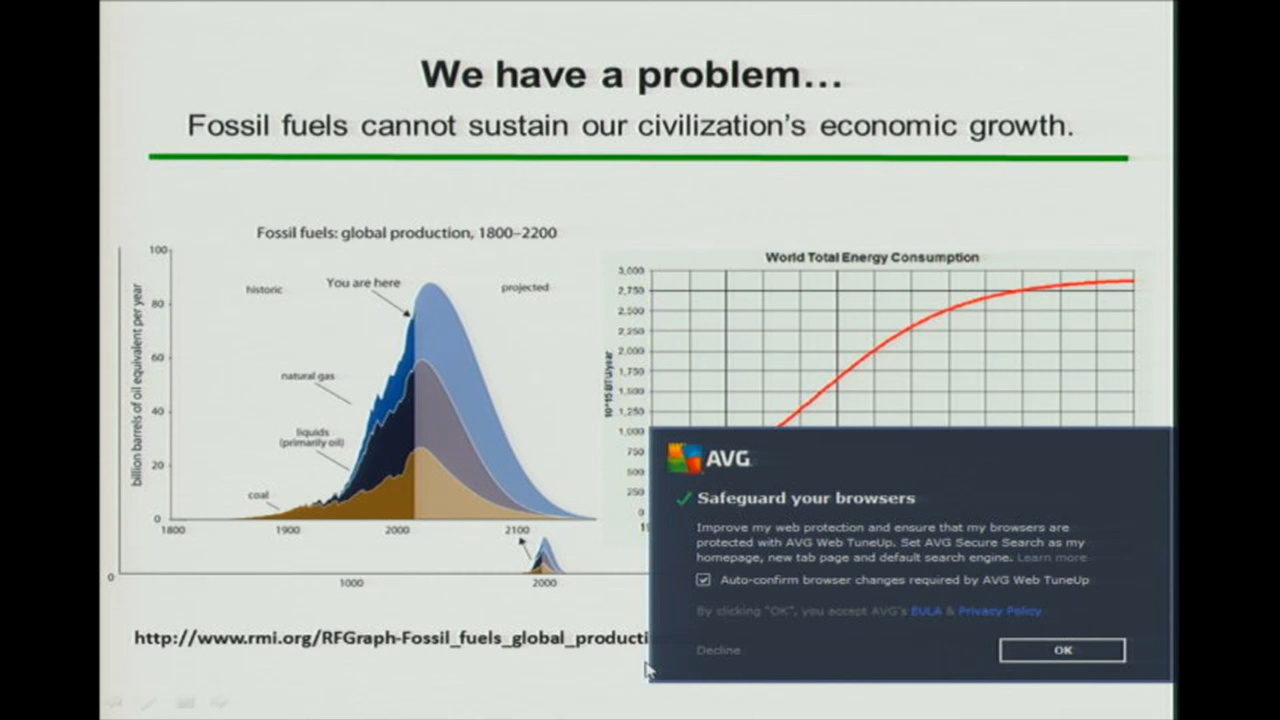 We have a problem...
Fossil fuels cannot sustain our civilization's economic growth.
Fossil fuels: global production, 1800–2200
100
80
60
40
20
0
billion barrels of oil equivalent per year
historic
You are here
projected
natural gas
liquids
(primarily oil)
coal
1800
1900
2000
2100
0
1000
2000
http://www.rmi.org/RFGraph-Fossil_fuels_global_producti
World Total Energy Consumption
3,000
2,750
2,500
2,250
2,000
1,750
1,500
1,250
1,000
750
500
250
0
10^15 BTU/year
AVG
Safeguard your browsers
Improve my web protection and ensure that my browsers are
protected with AVG Web TuneUp. Set AVG Secure Search as my
homepage, new tab page and default search engine. Learn more
Auto-confirm browser changes required by AVG Web TuneUp
By clicking "OK", you accept AVG's EULA & Privacy Policy
Decline
OK